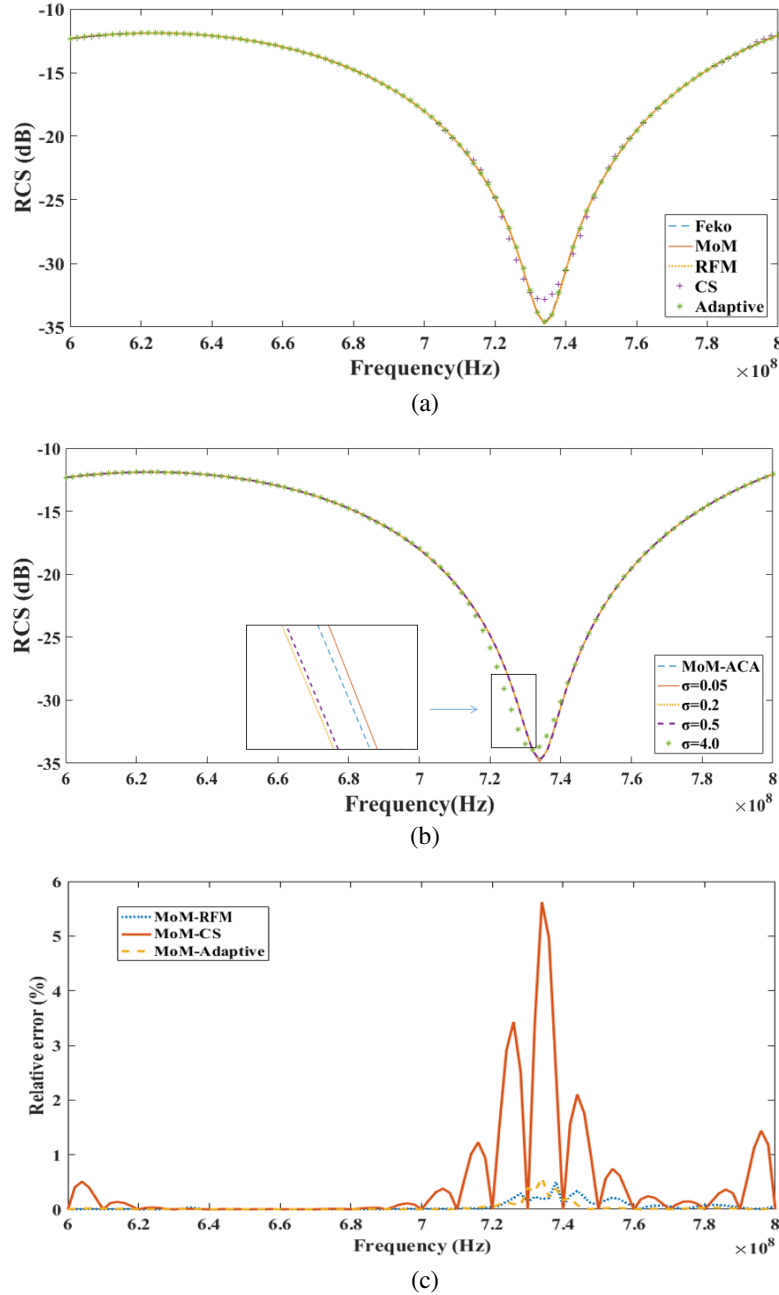 -10
-15
-20
-25
-30
-35
RCS (dB)
Feko
MoM
RFM
CS
Adaptive
6 6.2 6.4 6.6 6.8 7 7.2 7.4 7.6 7.8 8
Frequency(Hz)
×10⁸
(a)
-10
-15
-20
-25
-30
-35
RCS (dB)
MoM-ACA
σ=0.05
σ=0.2
σ=0.5
σ=4.0
6 6.2 6.4 6.6 6.8 7 7.2 7.4 7.6 7.8 8
Frequency(Hz)
×10⁸
(b)
6
5
4
3
2
1
0
Relative error (%)
MoM-RFM
MoM-CS
MoM-Adaptive
6 6.2 6.4 6.6 6.8 7 7.2 7.4 7.6 7.8 8
Frequency (Hz)
×10⁸
(c)